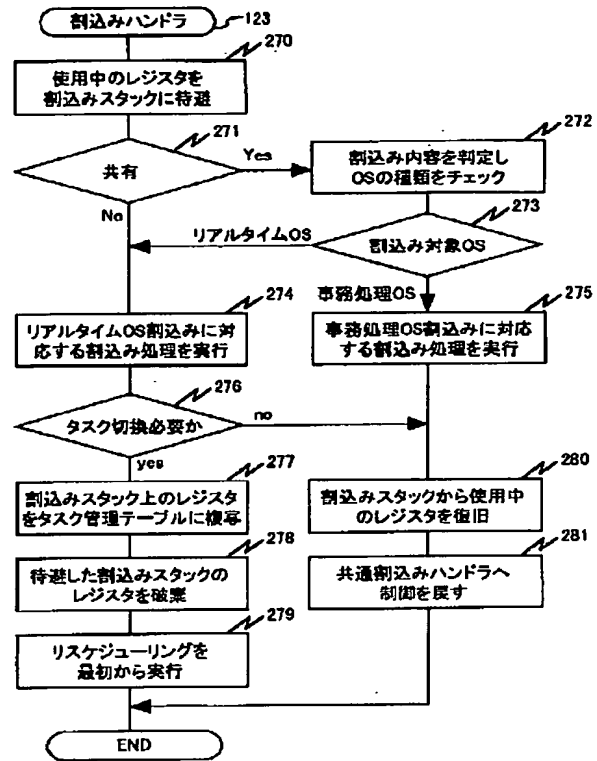 割込みハンドラ
123
270
使用中のレジスタを
割込みスタックに待避
271
共有
Yes
No
272
割込み内容を判定し
OSの種類をチェック
273
割込み対象OS
リアルタイムOS
事務処理OS
274
リアルタイムOS割込みに対
応する割込み処理を実行
275
事務処理OS割込みに対応
する割込み処理を実行
276
タスク切換必要か
no
yes
277
割込みスタック上のレジスタ
をタスク管理テーブルに複写
278
待避した割込みスタックの
レジスタを破棄
279
リスケジューリングを
最初から実行
280
割込みスタックから使用中
のレジスタを復旧
281
共通割込みハンドラへ
制御を戻す
END